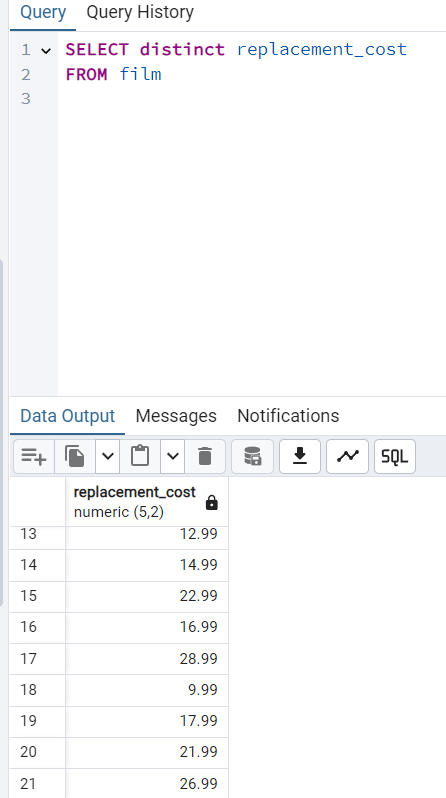 Query Query History
1 SELECT distinct replacement_cost
2 FROM film
3
Data Output Messages Notifications
SQL
replacement_cost
numeric (5,2)
13 12.99
14 14.99
15 22.99
16 16.99
17 28.99
18 9.99
19 17.99
20 21.99
21 26.99